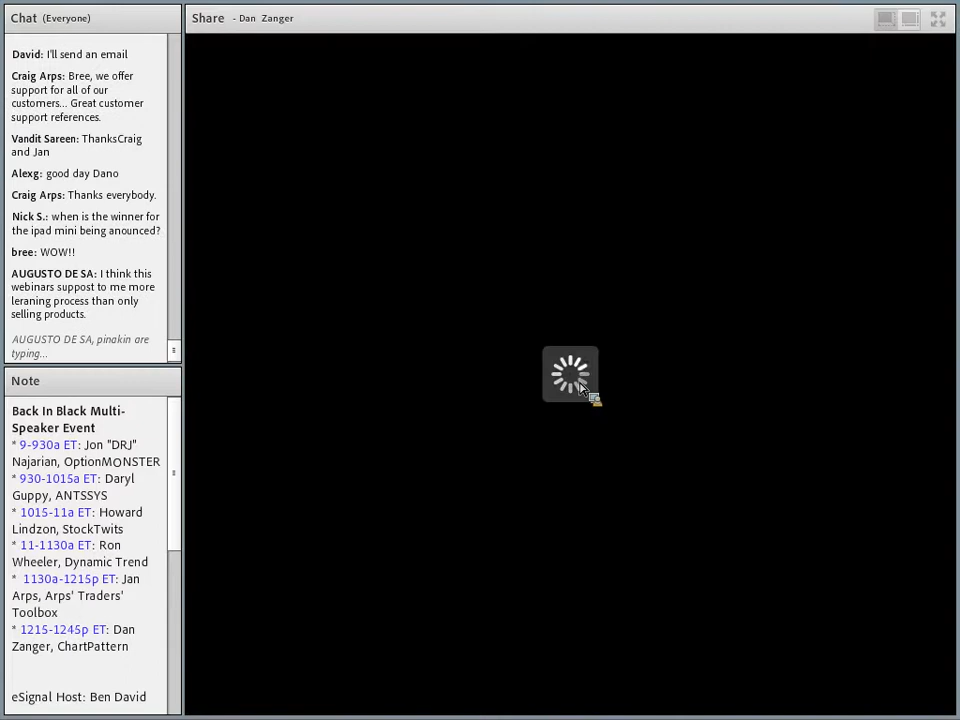 Chat (Everyone)
Share - Dan Zanger
David: I'll send an email
Craig Arps: Bree, we offer
support for all of our
customers... Great customer
support references.
Vandit Sareen: ThanksCraig
and Jan
Alexg: good day Dano
Craig Arps: Thanks everybody.
Nick S.: when is the winner for
the ipad mini being anounced?
bree: WOW!!
AUGUSTO DE SA: I think this
webinars suppost to me more
leraning process than only
selling products.
AUGUSTO DE SA, pinakin are
typing...
Note
Back In Black Multi-
Speaker Event
* 9-930a ET: Jon "DRJ"
Najarian, OptionMONSTER
* 930-1015a ET: Daryl
Guppy, ANTSSYS
* 1015-11a ET: Howard
Lindzon, StockTwits
* 11-1130a ET: Ron
Wheeler, Dynamic Trend
* 1130a-1215p ET: Jan
Arps, Arps' Traders'
Toolbox
* 1215-1245p ET: Dan
Zanger, ChartPattern
eSignal Host: Ben David